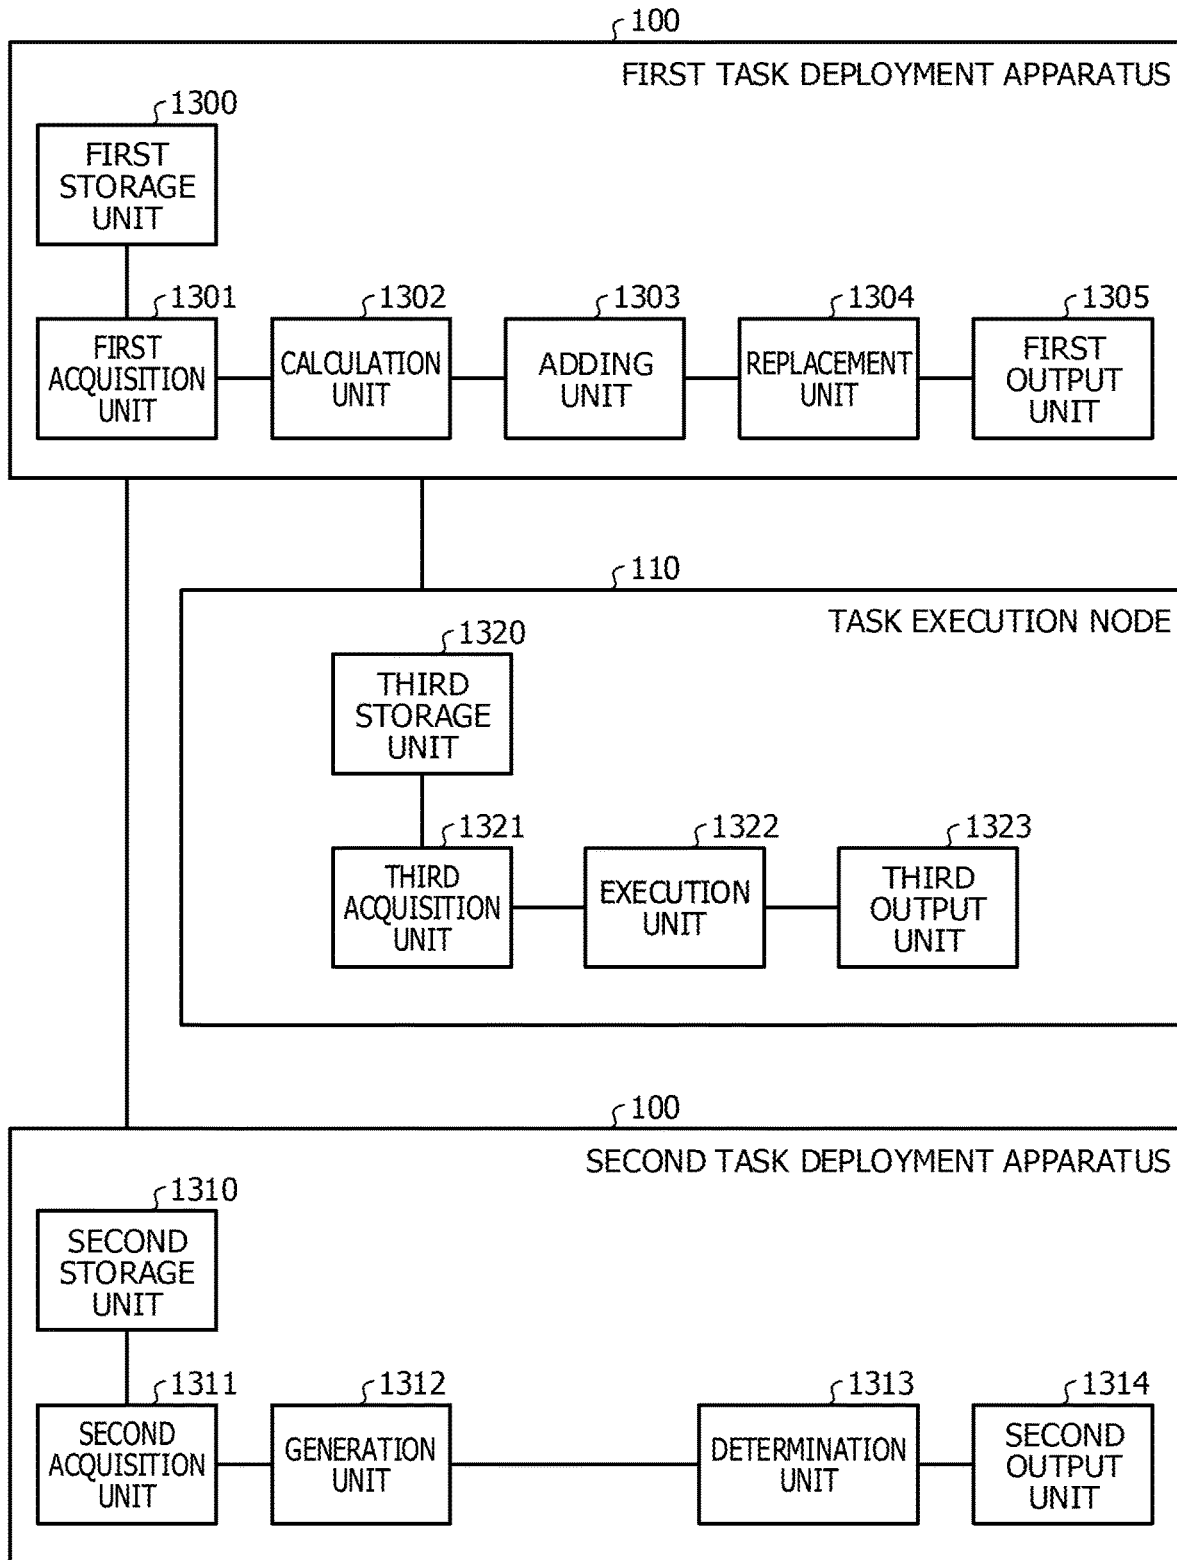 100
FIRST TASK DEPLOYMENT APPARATUS
1300
FIRST
STORAGE
UNIT
1301
FIRST
ACQUISITION
UNIT
1302
CALCULATION
UNIT
1303
ADDING
UNIT
1304
REPLACEMENT
UNIT
1305
FIRST
OUTPUT
UNIT
110
TASK EXECUTION NODE
1320
THIRD
STORAGE
UNIT
1321
THIRD
ACQUISITION
UNIT
1322
EXECUTION
UNIT
1323
THIRD
OUTPUT
UNIT
100
SECOND TASK DEPLOYMENT APPARATUS
1310
SECOND
STORAGE
UNIT
1311
SECOND
ACQUISITION
UNIT
1312
GENERATION
UNIT
1313
DETERMINATION
UNIT
1314
SECOND
OUTPUT
UNIT